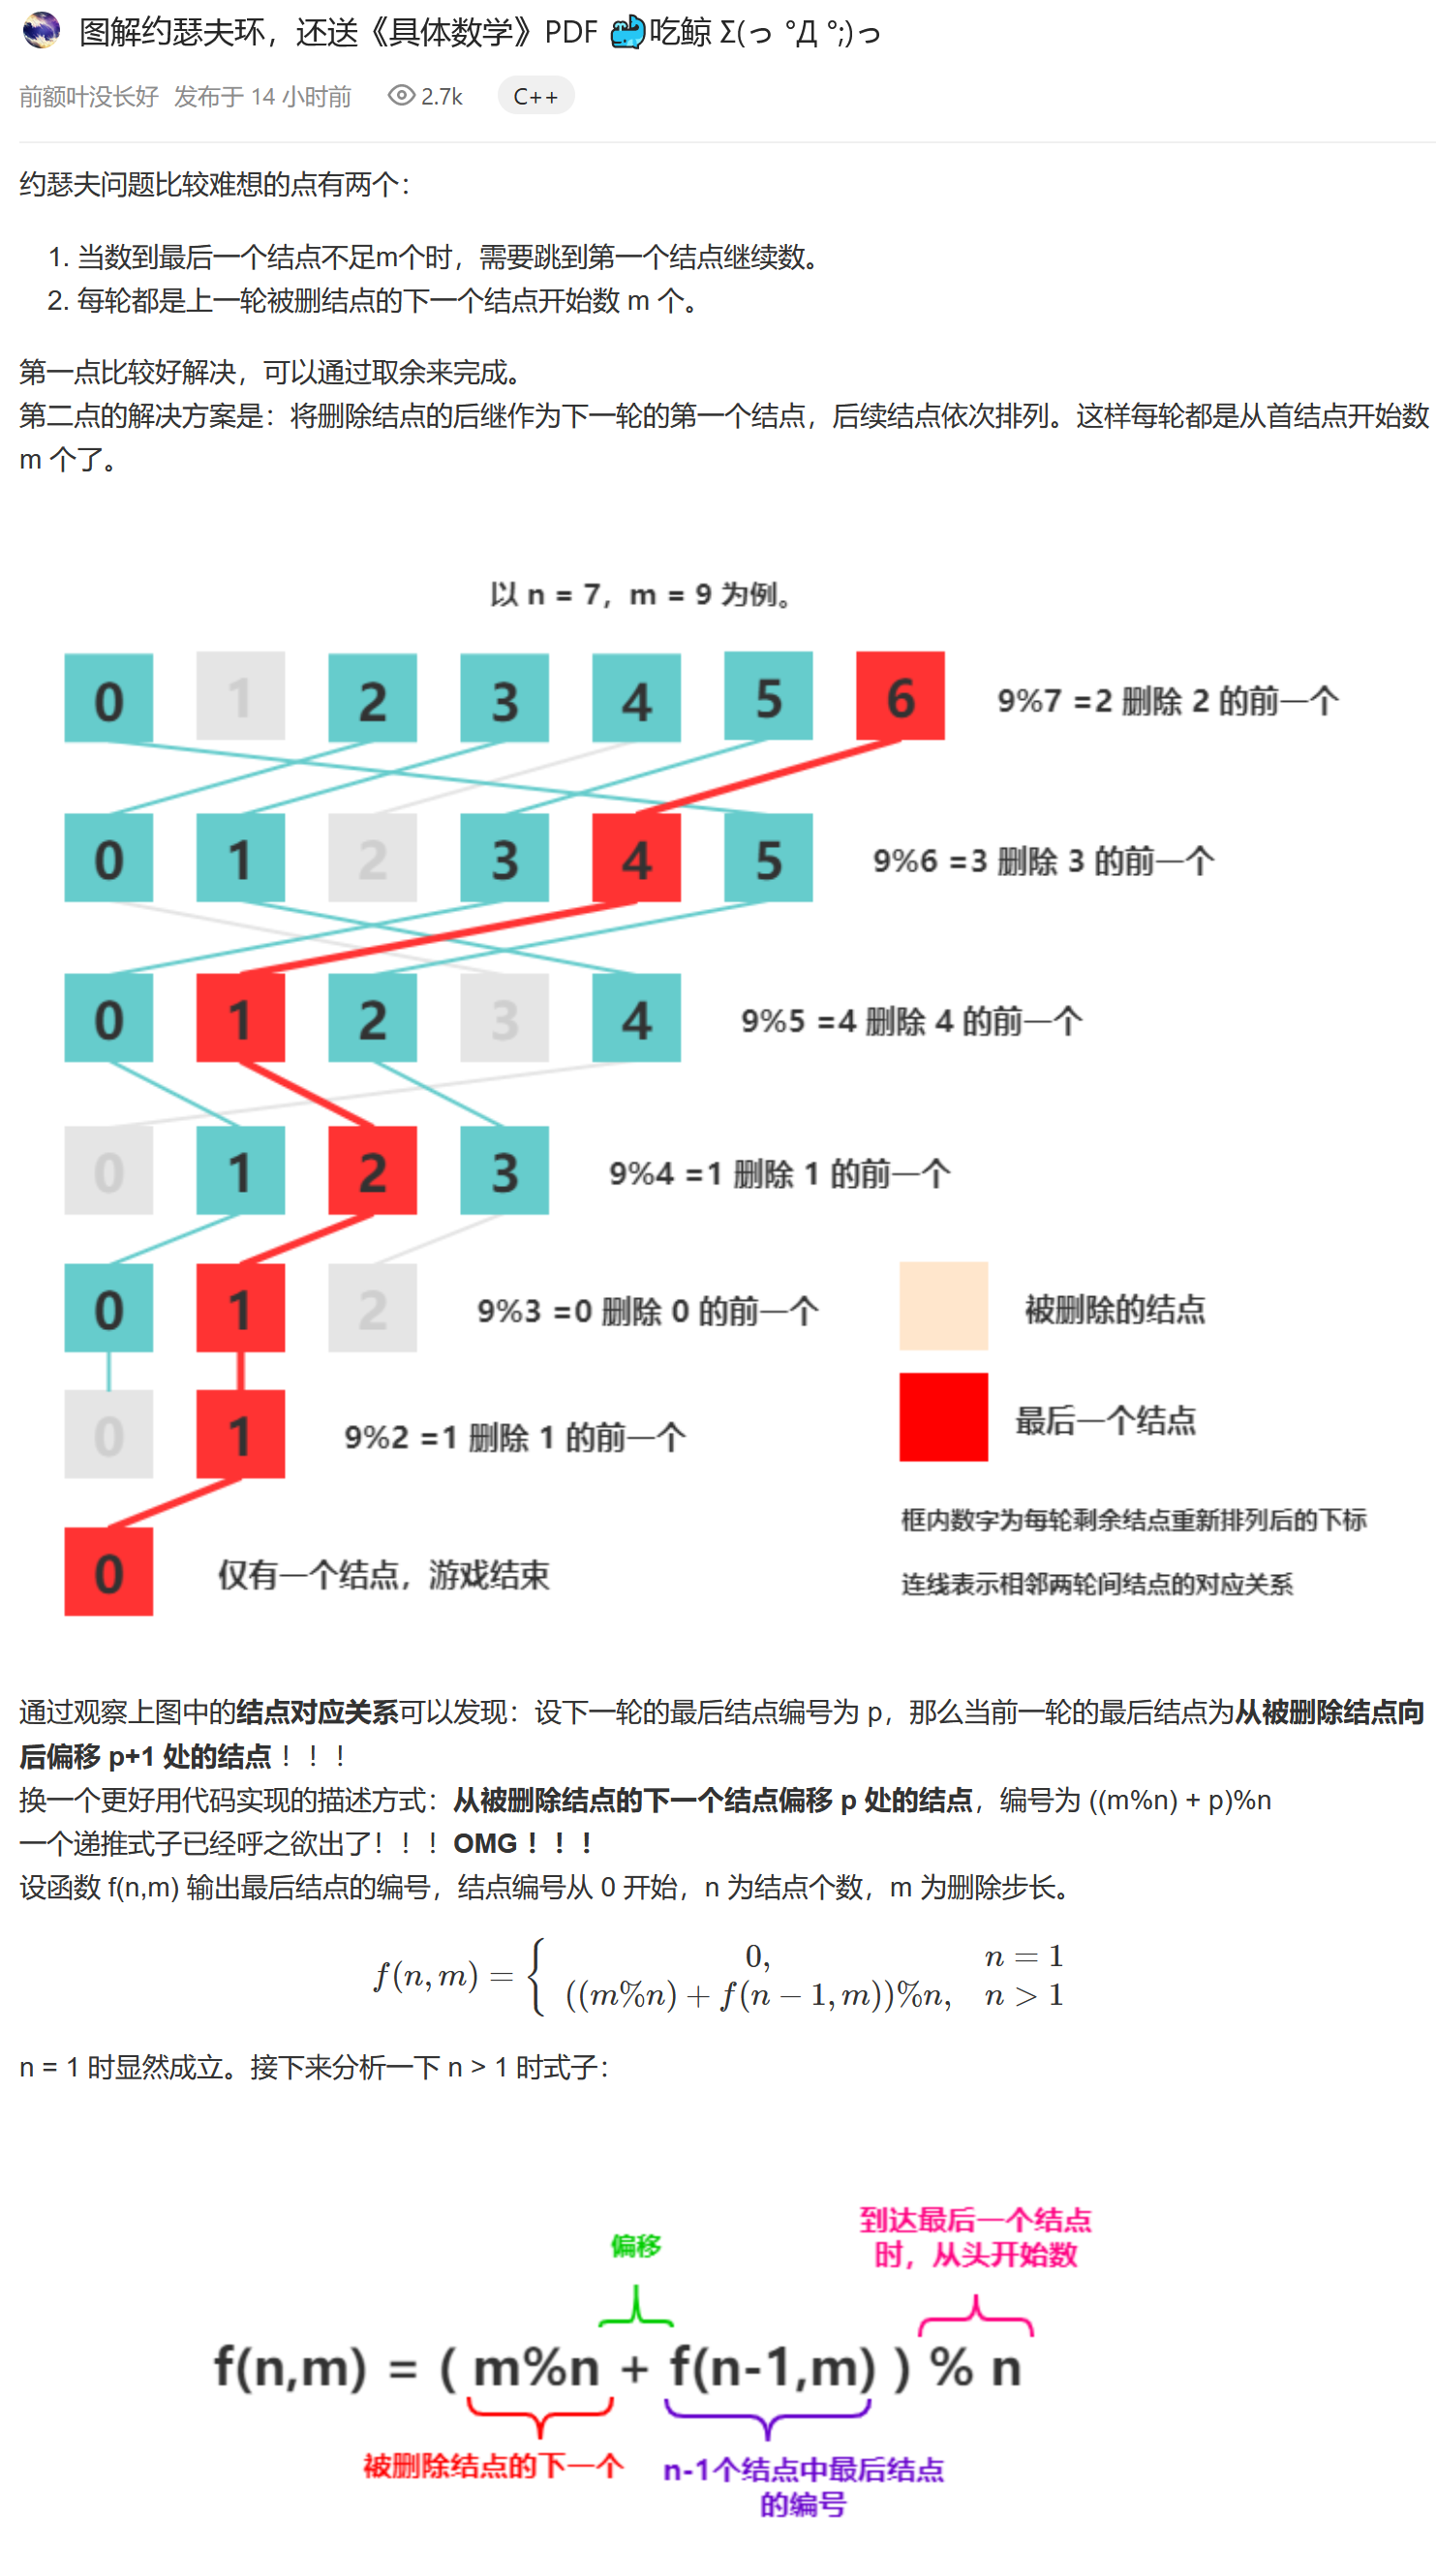 图解约瑟夫环，还送《具体数学》PDF 🐳吃鲸 Σ(っ °Д °;)っ
前额叶没长好 发布于 14 小时前 2.7k C++
约瑟夫问题比较难想的点有两个：
1. 当数到最后一个结点不足m个时，需要跳到第一个结点继续数。
2. 每轮都是上一轮被删结点的下一个结点开始数 m 个。
第一点比较好解决，可以通过取余来完成。
第二点的解决方案是：将删除结点的后继作为下一轮的第一个结点，后续结点依次排列。这样每轮都是从首结点开始数
m 个了。
以 n = 7，m = 9 为例。
0 1 2 3 4 5 6 9%7 =2 删除 2 的前一个
0 1 2 3 4 5 9%6 =3 删除 3 的前一个
0 1 2 3 4 9%5 =4 删除 4 的前一个
0 1 2 3 9%4 =1 删除 1 的前一个
0 1 2 9%3 =0 删除 0 的前一个
被删除的结点
0 1 9%2 =1 删除 1 的前一个
最后一个结点
0 仅有一个结点，游戏结束
框内数字为每轮剩余结点重新排列后的下标
连线表示相邻两轮间结点的对应关系
通过观察上图中的结点对应关系可以发现：设下一轮的最后结点编号为 p，那么当前一轮的最后结点为从被删除结点向
后偏移 p+1 处的结点 ！！！
换一个更好用代码实现的描述方式：从被删除结点的下一个结点偏移 p 处的结点，编号为 ((m%n) + p)%n
一个递推式子已经呼之欲出了！！！OMG ！！！
设函数 f(n,m) 输出最后结点的编号，结点编号从 0 开始，n 为结点个数，m 为删除步长。
f(n, m) = { 0, n = 1
((m%n) + f(n − 1, m))%n, n > 1
n = 1 时显然成立。接下来分析一下 n > 1 时式子：
偏移
到达最后一个结点
时，从头开始数
f(n,m) = ( m%n + f(n-1,m) ) % n
被删除结点的下一个
n-1个结点中最后结点
的编号